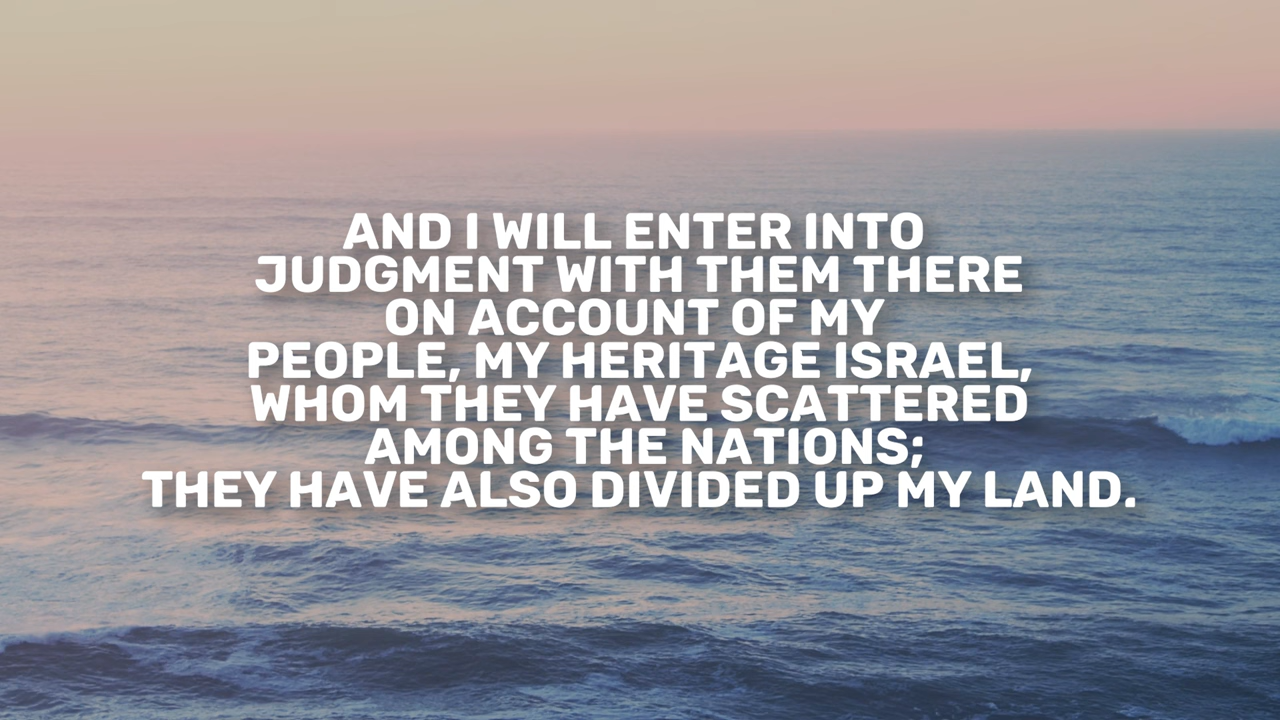 AND I WILL ENTER INTO
JUDGMENT WITH THEM THERE
ON ACCOUNT OF MY
PEOPLE, MY HERITAGE ISRAEL,
WHOM THEY HAVE SCATTERED
AMONG THE NATIONS;
THEY HAVE ALSO DIVIDED UP MY LAND.